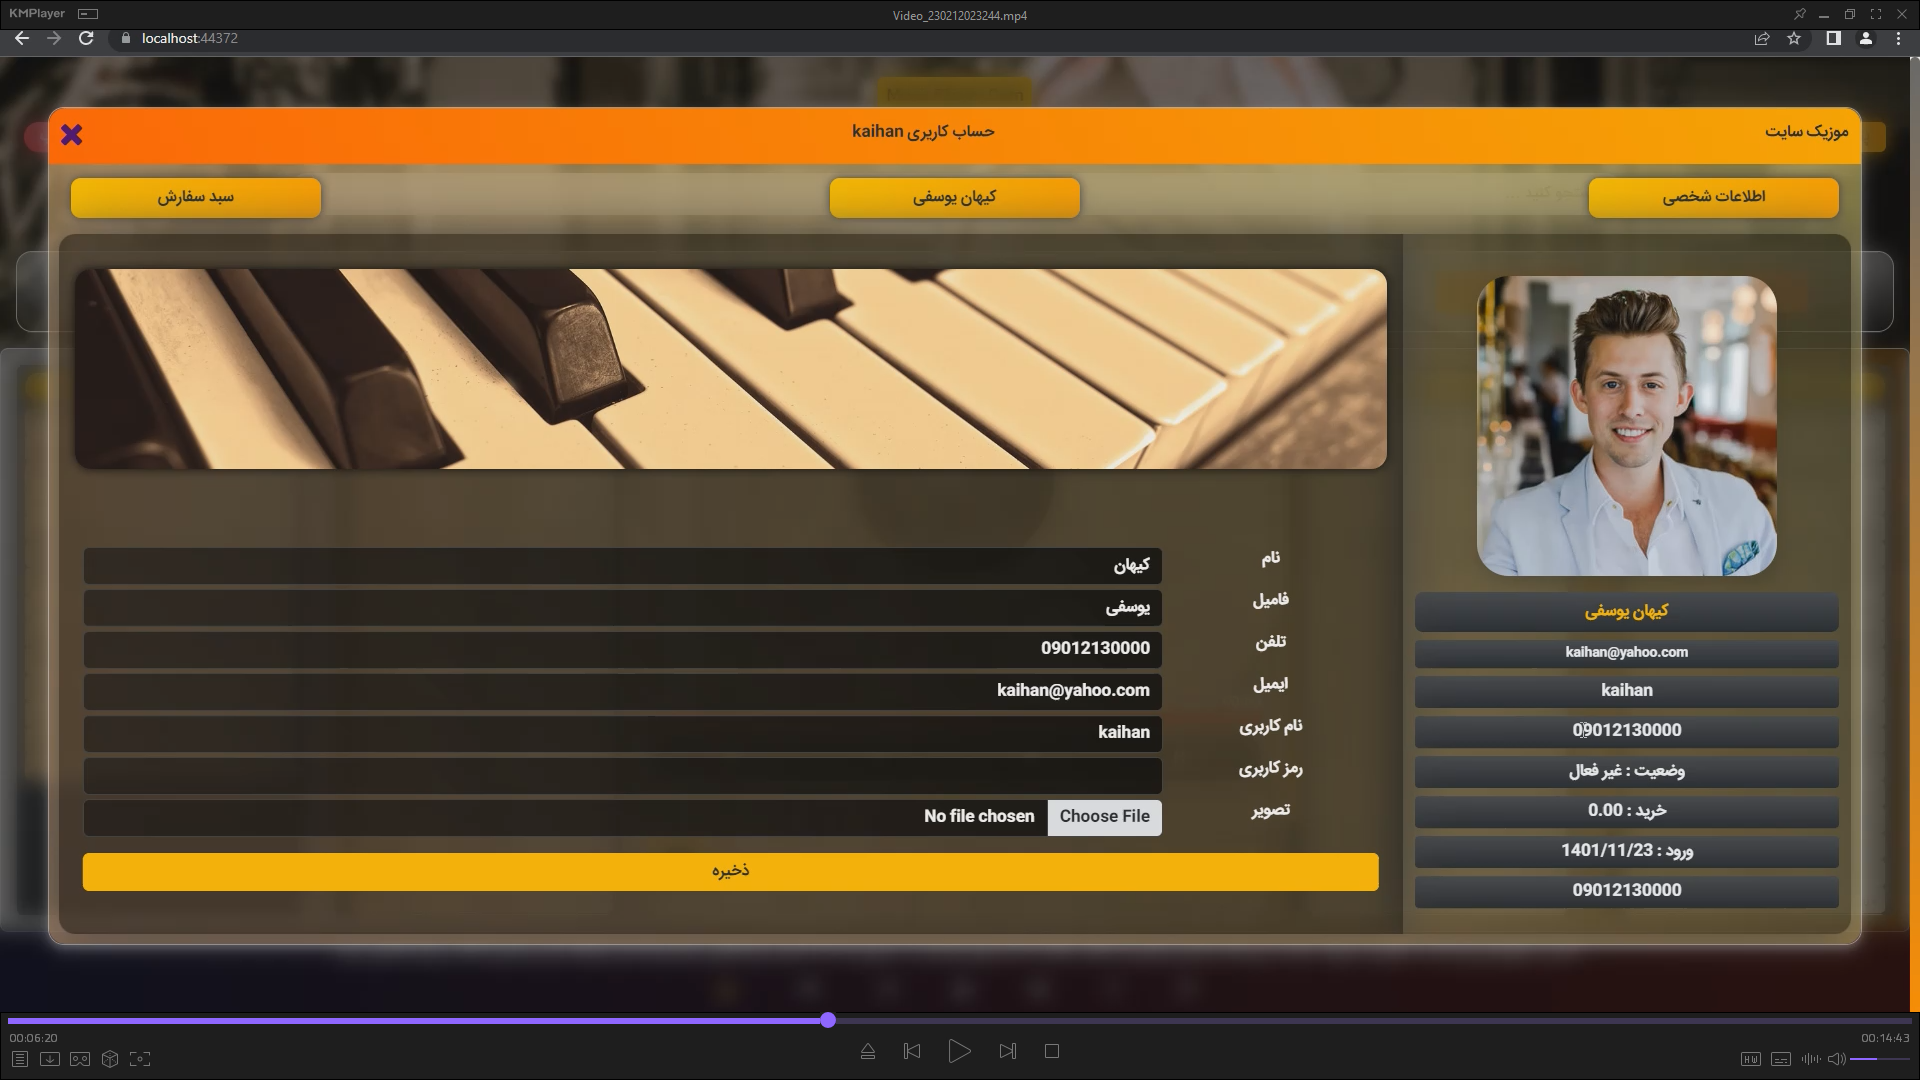 KMPlayer
Video_230212023244.mp4
localhost:44372
موزیک سایت
حساب کاربری kaihan
اطلاعات شخصی
کیهان یوسفی
سبد سفارش
نام
کیهان
فامیل
یوسفی
تلفن
09012130000
ایمیل
kaihan@yahoo.com
نام کاربری
kaihan
رمز کاربری
تصویر
Choose File No file chosen
ذخیره
کیهان یوسفی
kaihan@yahoo.com
kaihan
09012130000
وضعیت : غیر فعال
خرید : 0.00
ورود : 1401/11/23
09012130000
00:06:20
00:14:43
HW